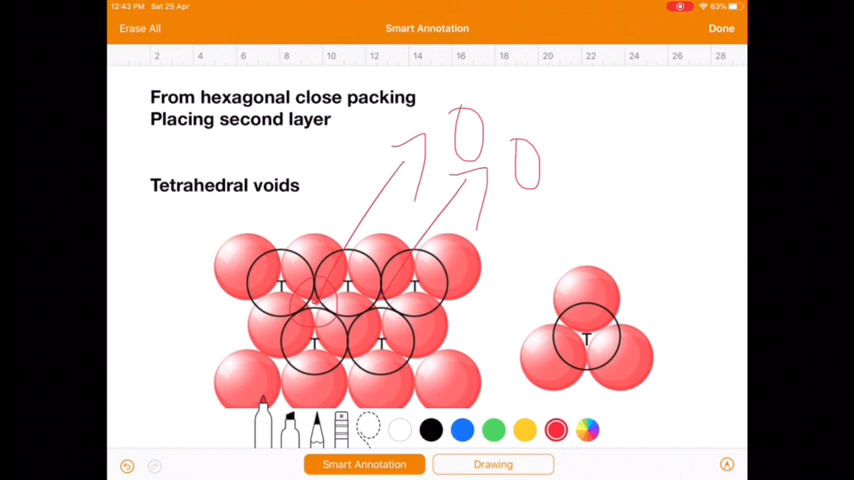 12:43 PM Sat 25 Apr 63%
Erase All Smart Annotation Done
2 4 6 8 10 12 14 16 18 20 22 24 26 28
From hexagonal close packing
Placing second layer
Tetrahedral voids
O
O
T T T
T T
T
Smart Annotation Drawing